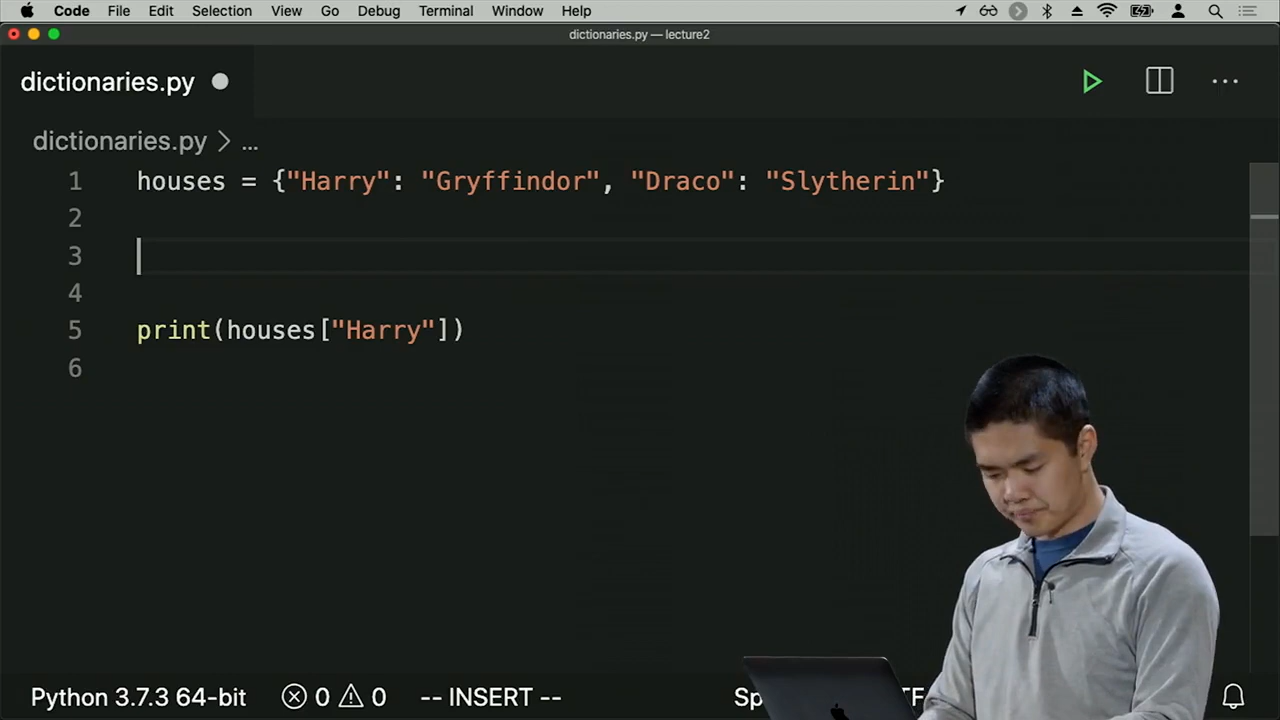 Code File Edit Selection View Go Debug Terminal Window Help
dictionaries.py — lecture2
dictionaries.py
dictionaries.py > ...
1 houses = {"Harry": "Gryffindor", "Draco": "Slytherin"}
2
3
4
5 print(houses["Harry"])
6
Python 3.7.3 64-bit 0 0 -- INSERT --